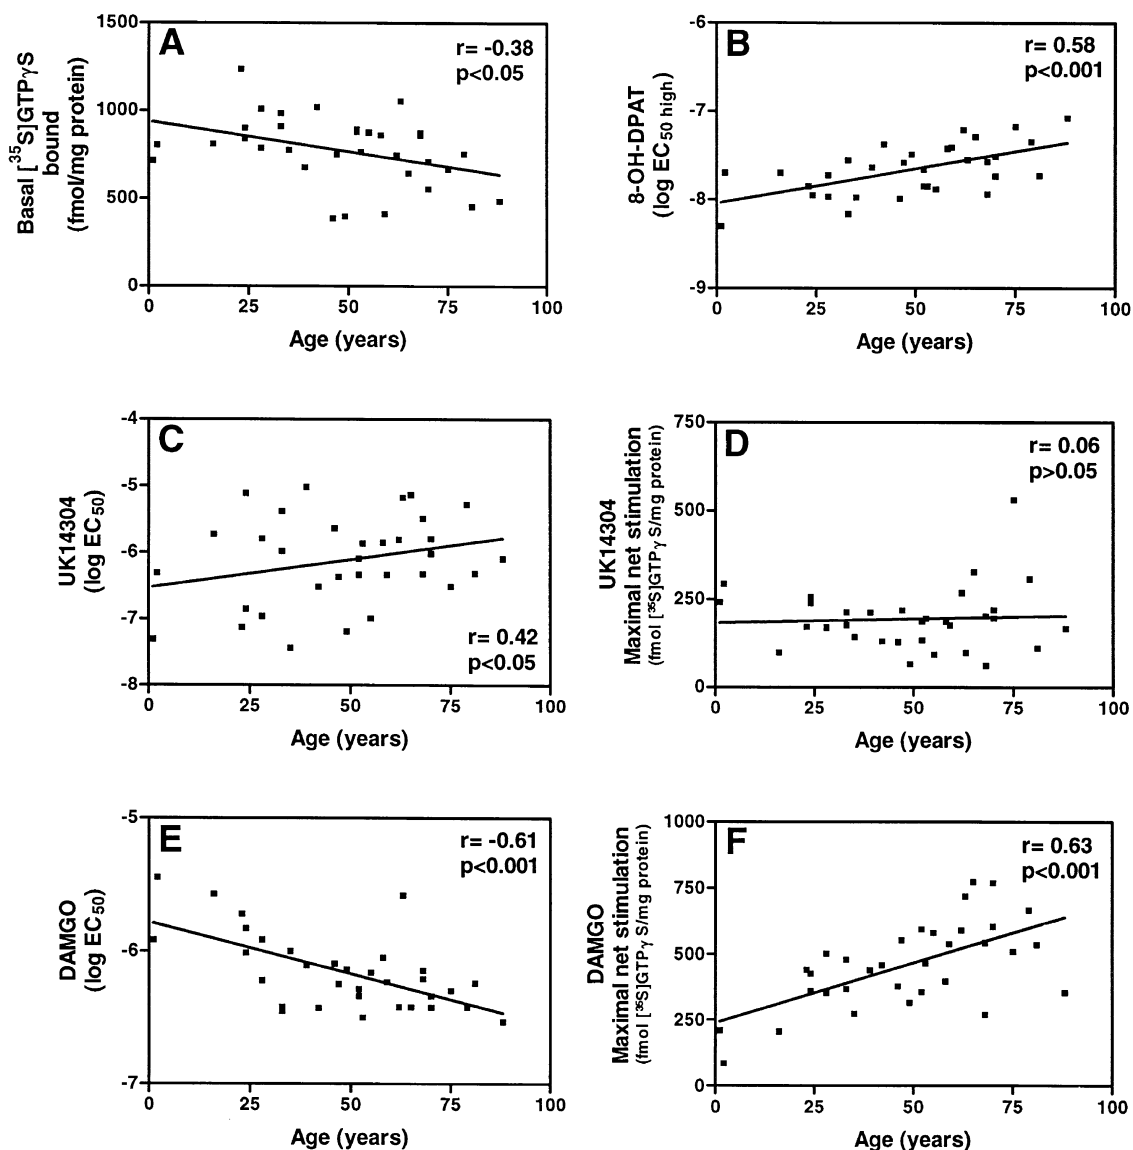 A
r= -0.38
p<0.05
Basal [35S]GTPγS
bound
(fmol/mg protein)
1500
1000
500
0
0 25 50 75 100
Age (years)
B
r= 0.58
p<0.001
8-OH-DPAT
(log EC50 high)
-6
-7
-8
-9
0 25 50 75 100
Age (years)
C
r= 0.42
p<0.05
UK14304
(log EC50)
-4
-5
-6
-7
-8
0 25 50 75 100
Age (years)
D
r= 0.06
p>0.05
UK14304
Maximal net stimulation
(fmol [35S]GTPγ S/mg protein)
750
500
250
0
0 25 50 75 100
Age (years)
E
r= -0.61
p<0.001
DAMGO
(log EC50)
-5
-6
-7
0 25 50 75 100
Age (years)
F
r= 0.63
p<0.001
DAMGO
Maximal net stimulation
(fmol [35S]GTPγ S/mg protein)
1000
750
500
250
0
0 25 50 75 100
Age (years)